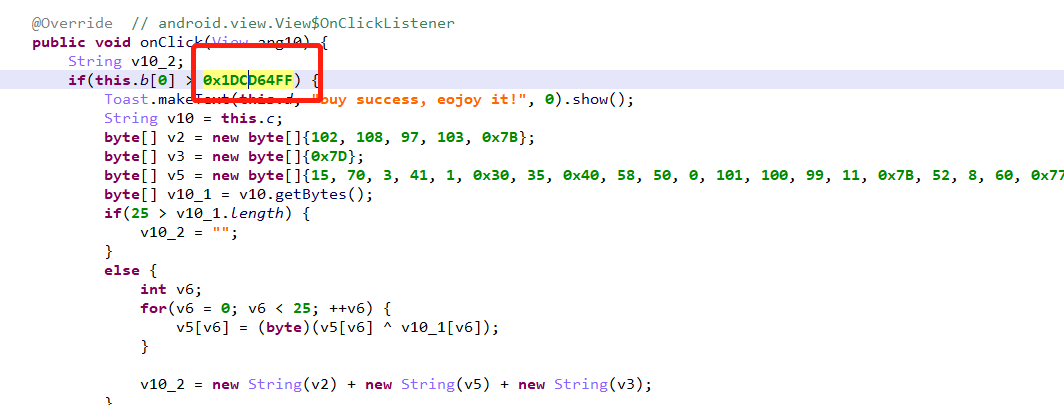 @Override // android.view.View$OnClickListener
public void onClick(View arg10) {
String v10_2;
if(this.b[0] > 0x1DCD64FF) {
Toast.makeText(this.d, "buy success, eojoy it!", 0).show();
String v10 = this.c;
byte[] v2 = new byte[]{102, 108, 97, 103, 0x7B};
byte[] v3 = new byte[]{0x7D};
byte[] v5 = new byte[]{15, 70, 3, 41, 1, 0x30, 35, 0x40, 58, 50, 0, 101, 100, 99, 11, 0x7B, 52, 8, 60, 0x77
byte[] v10_1 = v10.getBytes();
if(25 > v10_1.length) {
v10_2 = "";
}
else {
int v6;
for(v6 = 0; v6 < 25; ++v6) {
v5[v6] = (byte)(v5[v6] ^ v10_1[v6]);
}
v10_2 = new String(v2) + new String(v5) + new String(v3);
}